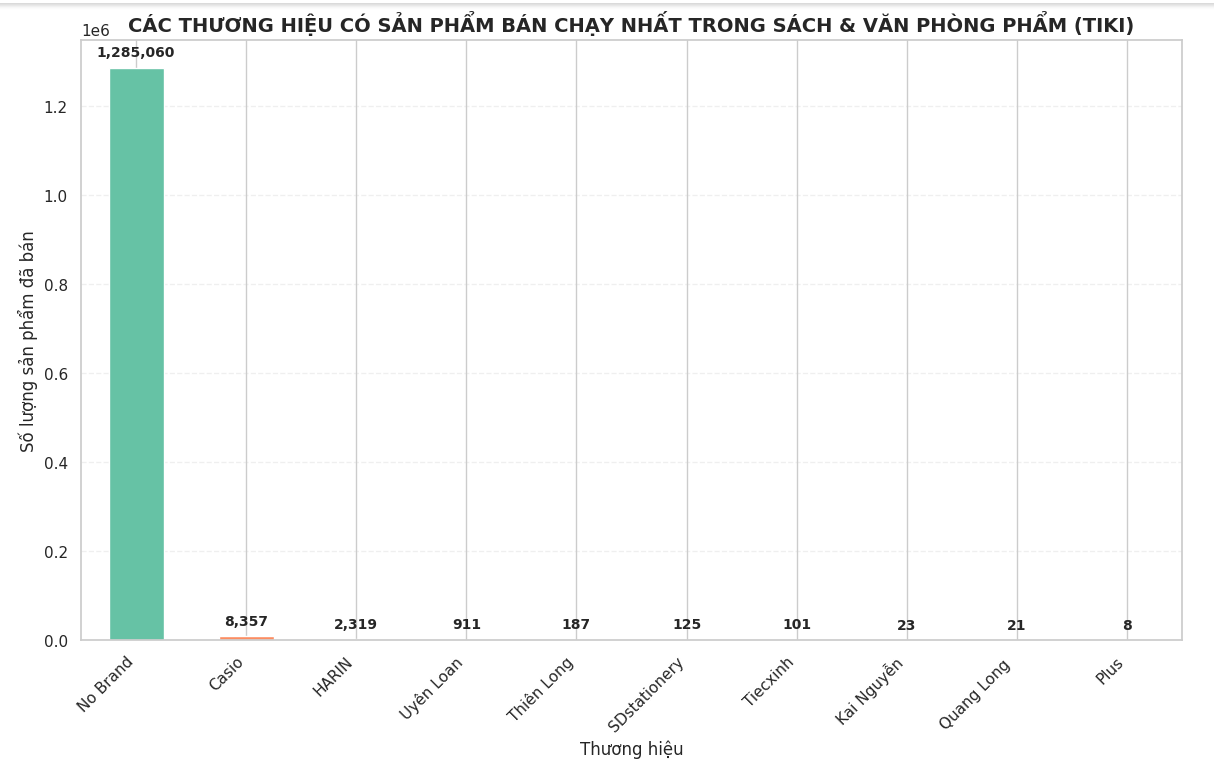 CÁC THƯƠNG HIỆU CÓ SẢN PHẨM BÁN CHẠY NHẤT TRONG SÁCH & VĂN PHÒNG PHẨM (TIKI)
1e6
1,285,060
1.2
1.0
0.8
0.6
0.4
0.2
0.0
Số lượng sản phẩm đã bán
8,357
2,319
911
187
125
101
23
21
8
No Brand
Casio
HARIN
Uyên Loan
Thiên Long
SDstationery
Tiecxinh
Kai Nguyễn
Quang Long
Plus
Thương hiệu